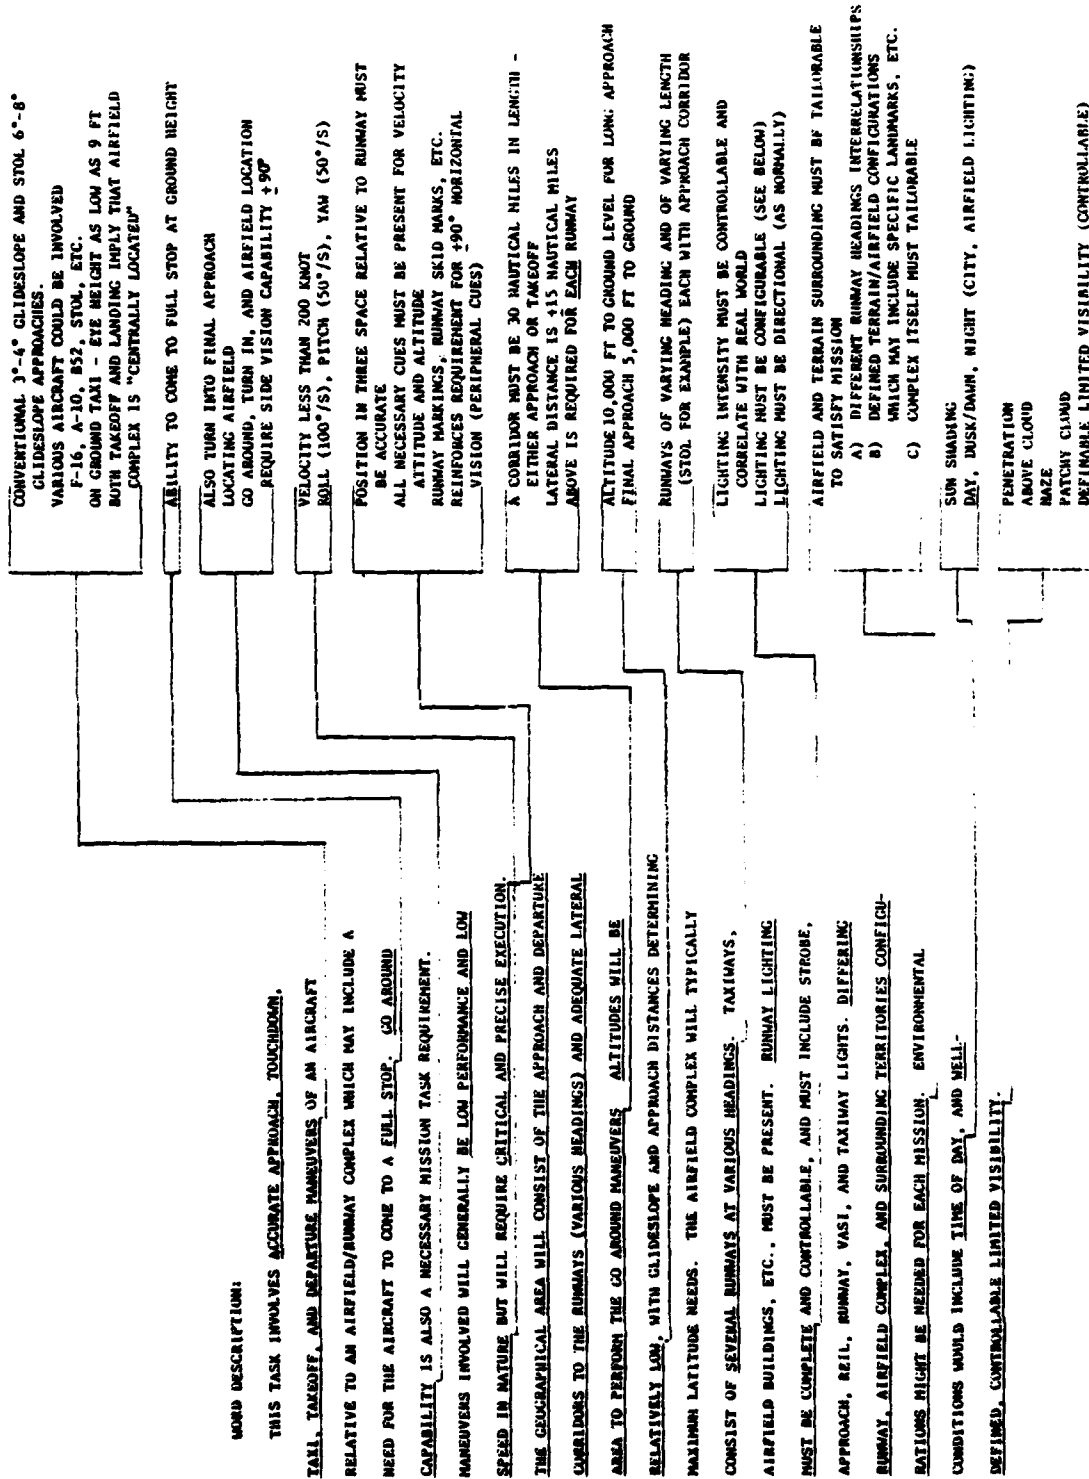 WORD DESCRIPTION:
THIS TASK INVOLVES ACCURATE APPROACH, TOUCHDOWN,
TAXI, TAKEOFF, AND DEPARTURE MANEUVERS OF AN AIRCRAFT
RELATIVE TO AN AIRFIELD/RUNWAY COMPLEX WHICH MAY INCLUDE A
NEED FOR THE AIRCRAFT TO COME TO A FULL STOP. GO AROUND
CAPABILITY IS ALSO A NECESSARY MISSION TASK REQUIREMENT.
MANEUVERS INVOLVED WILL GENERALLY BE LOW PERFORMANCE AND LOW
SPEED IN NATURE BUT WILL REQUIRE CRITICAL AND PRECISE EXECUTION.
THE GEOGRAPHICAL AREA WILL CONSIST OF THE APPROACH AND DEPARTURE
CORRIDORS TO THE RUNWAYS (VARIOUS HEADINGS) AND ADEQUATE LATERAL
AREA TO PERFORM THE GO AROUND MANEUVERS ALTITUDES WILL BE
RELATIVELY LOW, WITH GLIDESLOPE AND APPROACH DISTANCES DETERMINING
MAXIMUM LATITUDE NEEDS. THE AIRFIELD COMPLEX WILL TYPICALLY
CONSIST OF SEVERAL RUNWAYS AT VARIOUS HEADINGS. TAXIWAYS,
AIRFIELD BUILDINGS, ETC., MUST BE PRESENT. RUNWAY LIGHTING
MUST BE COMPLETE AND CONTROLLABLE, AND MUST INCLUDE STROBE,
APPROACH, REIL, RUNWAY, VASI, AND TAXIWAY LIGHTS. DIFFERING
RUNWAY, AIRFIELD COMPLEX, AND SURROUNDING TERRITORIES CONFIGU-
RATIONS MIGHT BE NEEDED FOR EACH MISSION. ENVIRONMENTAL
CONDITIONS WOULD INCLUDE TIME OF DAY, AND WELL-
DEFINED, CONTROLLABLE LIMITED VISIBILITY.
CONVENTIONAL 3°-4° GLIDESLOPE AND STOL 6°-8°
GLIDESLOPE APPROACHES.
VARIOUS AIRCRAFT COULD BE INVOLVED
F-16, A-10, B52, STOL, ETC.
ON GROUND TAXI - EYE HEIGHT AS LOW AS 9 FT
BOTH TAKEOFF AND LANDING IMPLY THAT AIRFIELD
COMPLEX IS "CENTRALLY LOCATED"
ABILITY TO COME TO FULL STOP AT GROUND HEIGHT
ALSO TURN INTO FINAL APPROACH
LOCATING AIRFIELD
GO AROUND, TURN IN, AND AIRFIELD LOCATION
REQUIRE SIDE VISION CAPABILITY ±90°
VELOCITY LESS THAN 200 KNOT
ROLL (100°/S), PITCH (50°/S), YAW (50°/S)
POSITION IN THREE SPACE RELATIVE TO RUNWAY MUST
BE ACCURATE
ALL NECESSARY CUES MUST BE PRESENT FOR VELOCITY
ATTITUDE AND ALTITUDE
RUNWAY MARKINGS, RUNWAY SKID MARKS, ETC.
REINFORCES REQUIREMENT FOR ±90° HORIZONTAL
VISION (PERIPHERAL CUES)
A CORRIDOR MUST BE 30 NAUTICAL MILES IN LENGTH -
EITHER APPROACH OR TAKEOFF
LATERAL DISTANCE IS ±15 NAUTICAL MILES
ABOVE IS REQUIRED FOR EACH RUNWAY
ALTITUDE 10,000 FT TO GROUND LEVEL FOR LONG APPROACH
FINAL APPROACH 5,000 FT TO GROUND
RUNWAYS OF VARYING HEADING AND OF VARYING LENGTH
(STOL FOR EXAMPLE) EACH WITH APPROACH CORRIDOR
LIGHTING INTENSITY MUST BE CONTROLLABLE AND
CORRELATE WITH REAL WORLD
LIGHTING MUST BE CONFIGURABLE (SEE BELOW)
LIGHTING MUST BE DIRECTIONAL (AS NORMALLY)
AIRFIELD AND TERRAIN SURROUNDING MUST BE TAILORABLE
TO SATISFY MISSION
A) DIFERENT RUNWAY HEADINGS INTERRELATIONSHIPS
B) DEFINED TERRAIN/AIRFIELD CONFIGURATIONS
WHICH MAY INCLUDE SPECIFIC LANDMARKS, ETC.
C) COMPLEX ITSELF MUST TAILORABLE
SUN SHADING
DAY, DUSK/DAWN, NIGHT (CITY, AIRFIELD LIGHTING)
PENETRATION
ABOVE CLOUD
HAZE
PATCHY CLOUD
DEFINABLE LIMITED VISIBILITY (CONTROLLABLE)